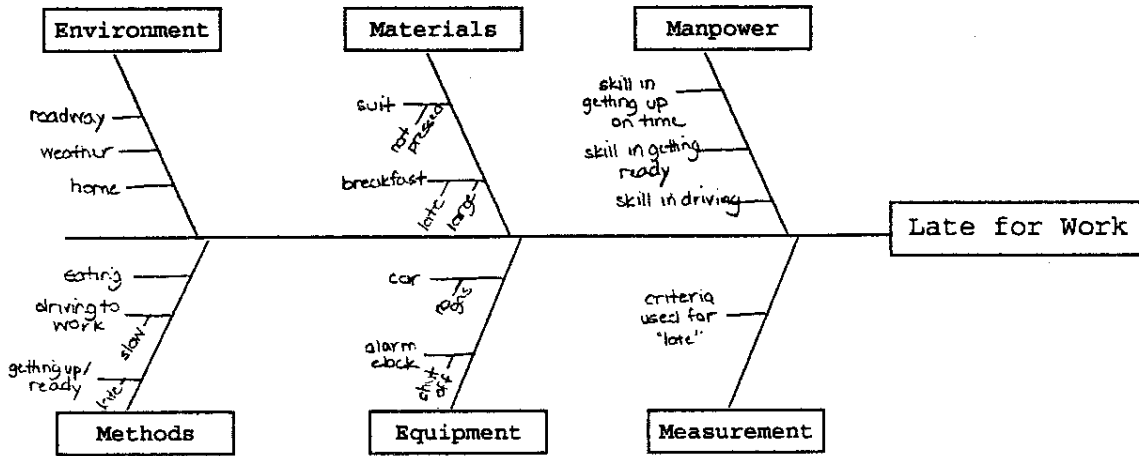 Environment
Materials
Manpower
roadway
weather
home
suit
not
pressed
breakfast
late
large
skill in
getting up
on time
skill in getting
ready
skill in driving
Late for Work
eating
driving to
work
slow
getting up/
ready
late
car
alarm
clock
shut
off
criteria
used for
"late"
Methods
Equipment
Measurement